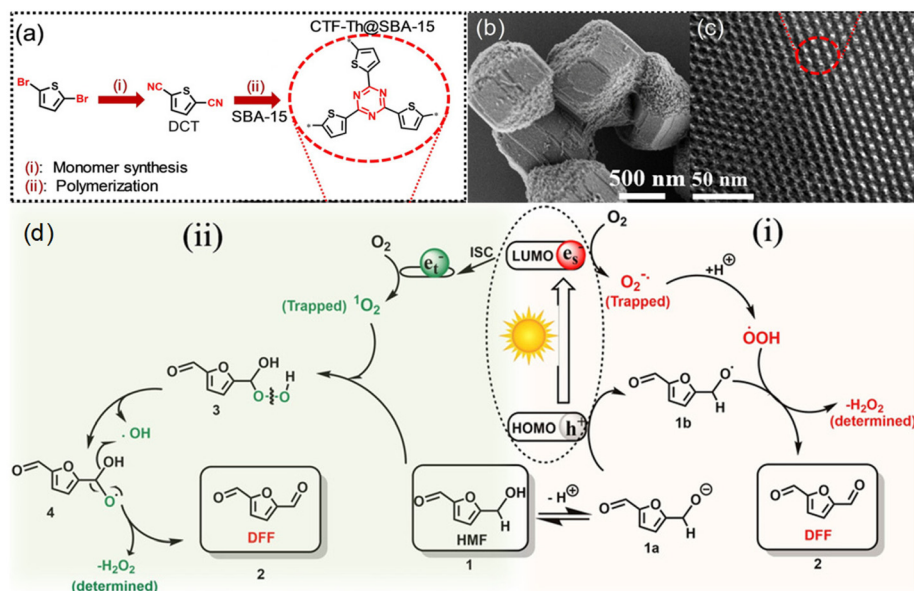 (a)
CTF-Th@SBA-15
Br
Br
(i)
NC
S
CN
DCT
(ii)
SBA-15
S
N
N
N
S
S
*
*
*
(i): Monomer synthesis
(ii): Polymerization
(b)
500 nm
(c)
50 nm
(d)
(ii)
(i)
O2
et-
ISC
LUMO
es-
O2
(Trapped) 1O2
O2-·
(Trapped)
+H⊕
·OOH
O
O
OH
O
O
H
3
· OH
O
O
OH
O
4
-H2O2
(determined)
O
O
O
DFF
2
HOMO
h+
O
O
OH
H
HMF
1
- H⊕
O
O
O⊖
H
1a
O
O
O·
H
1b
-H2O2
(determined)
O
O
O
DFF
2